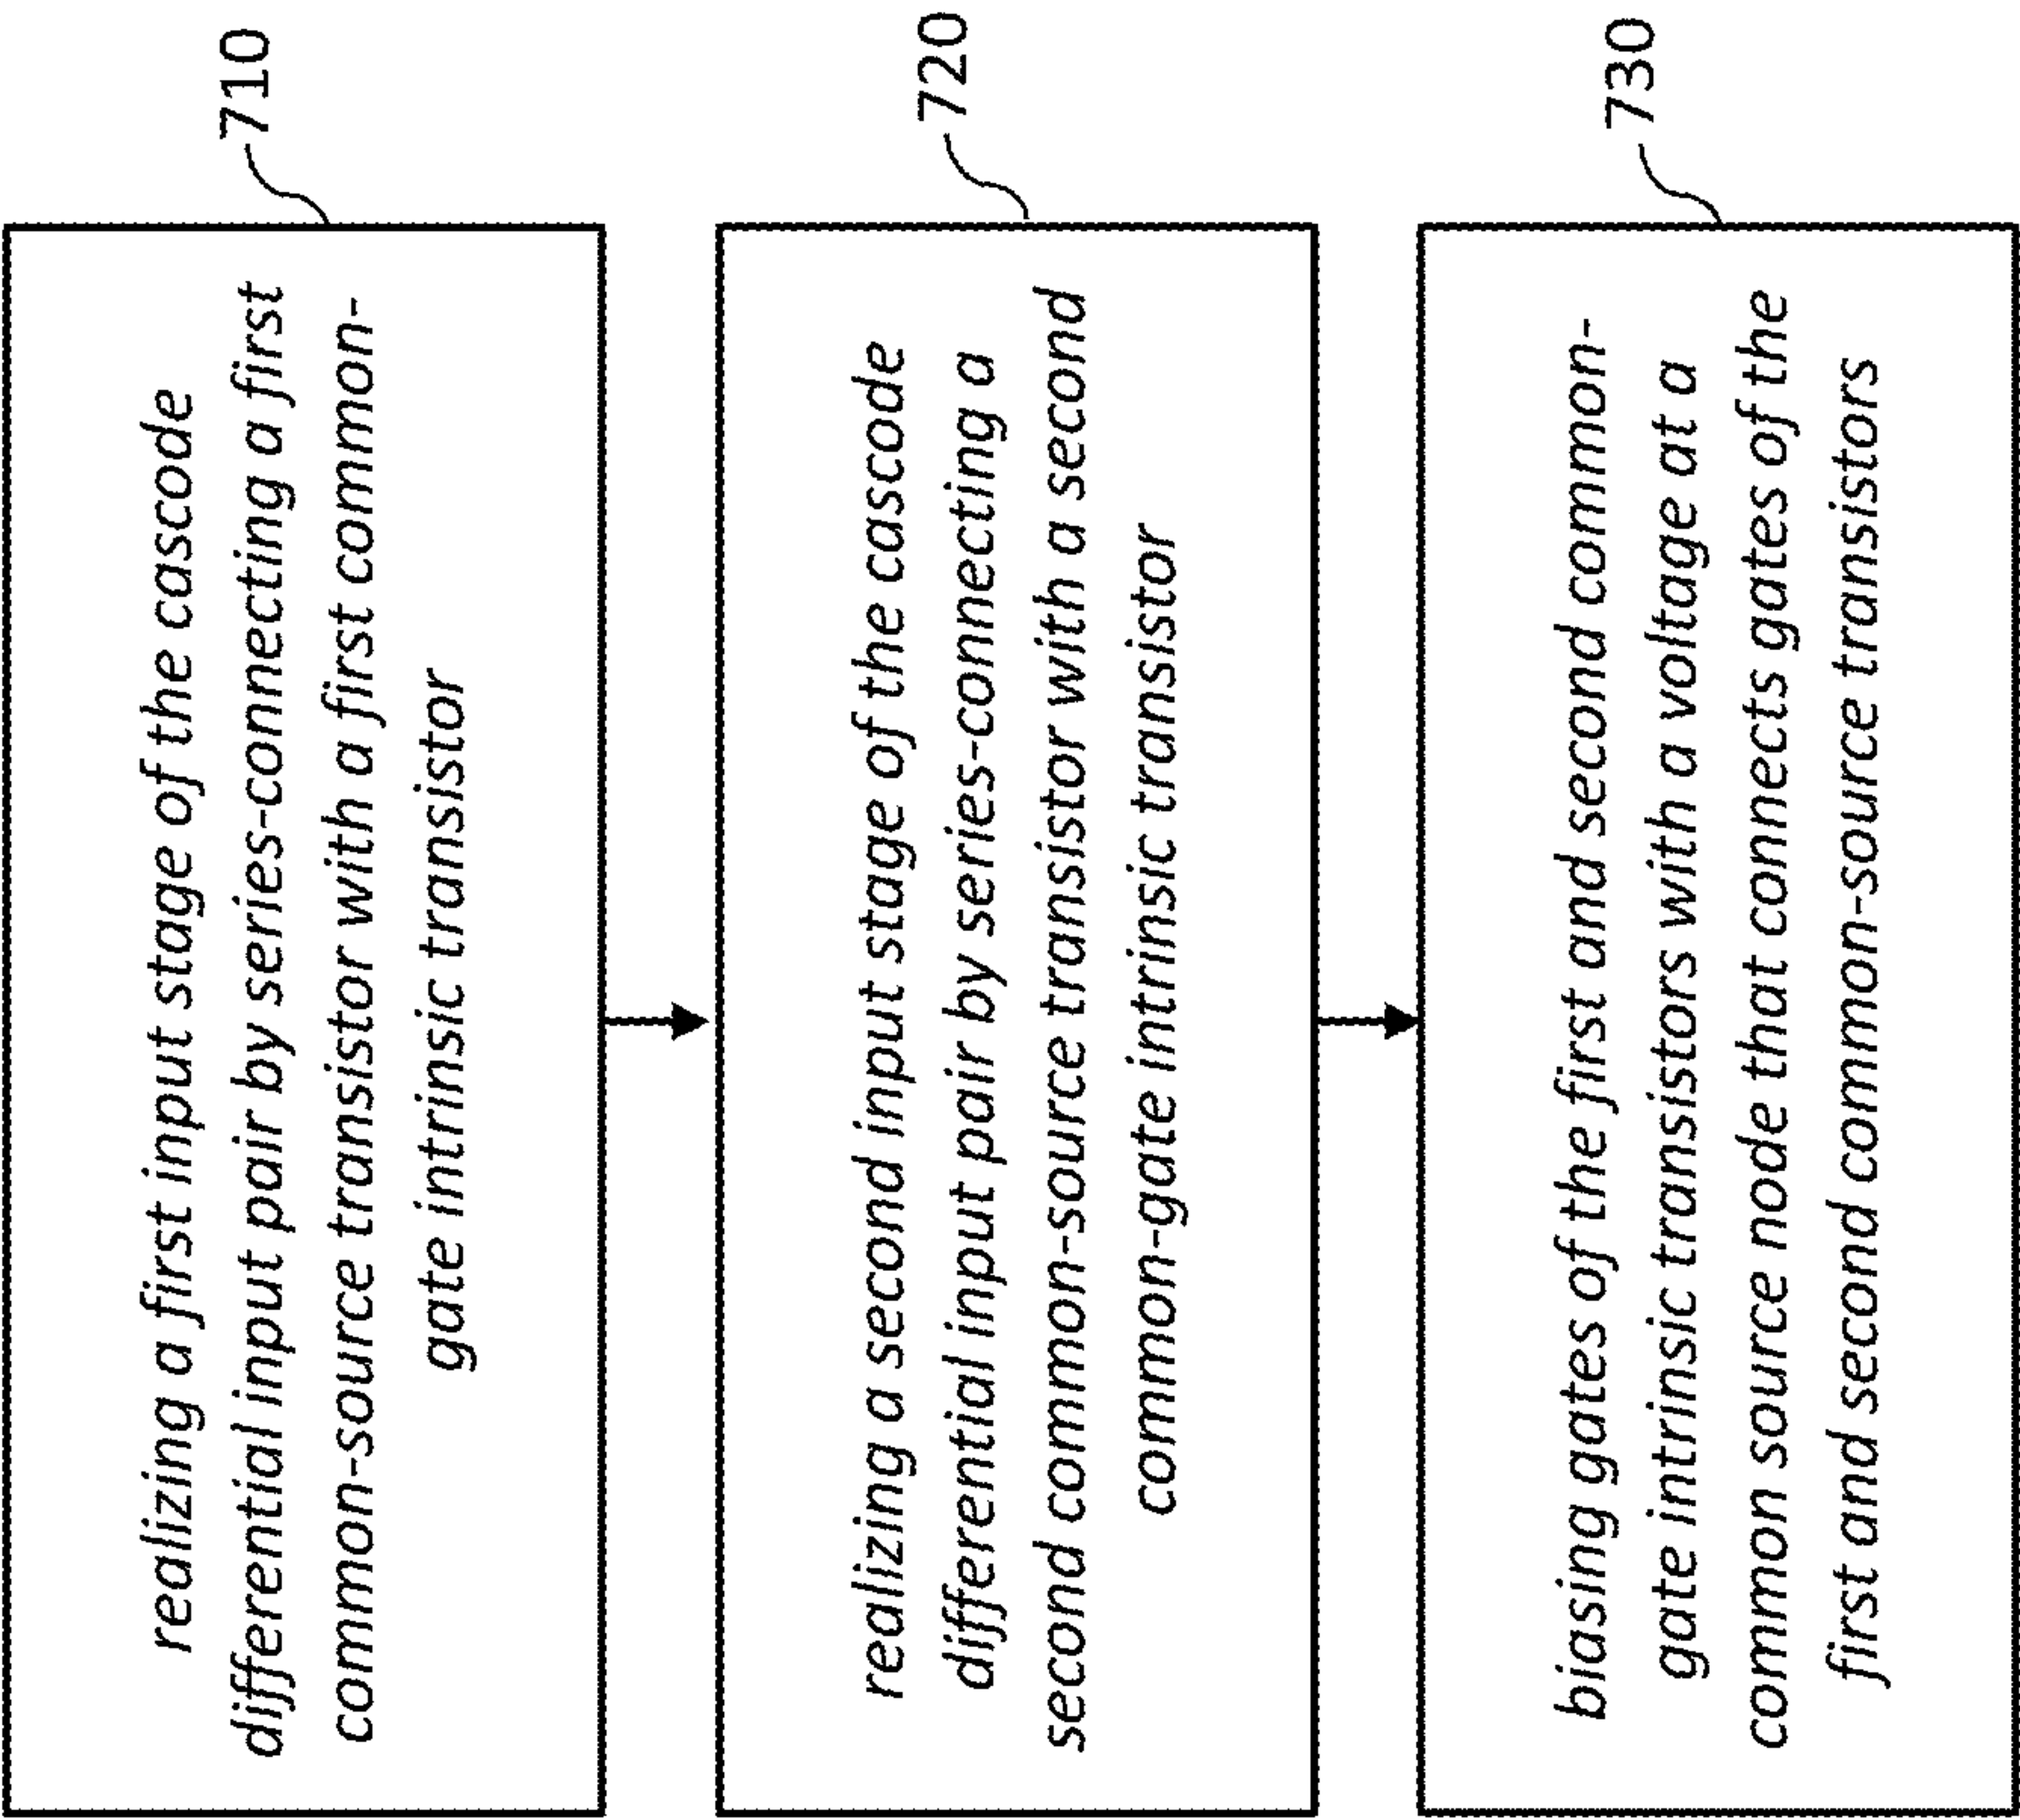 realizing a first input stage of the cascode
differential input pair by series-connecting a first
common-source transistor with a first common-
gate intrinsic transistor
710
realizing a second input stage of the cascode
differential input pair by series-connecting a
second common-source transistor with a second
common-gate intrinsic transistor
720
biasing gates of the first and second common-
gate intrinsic transistors with a voltage at a
common source node that connects gates of the
first and second common-source transistors
730